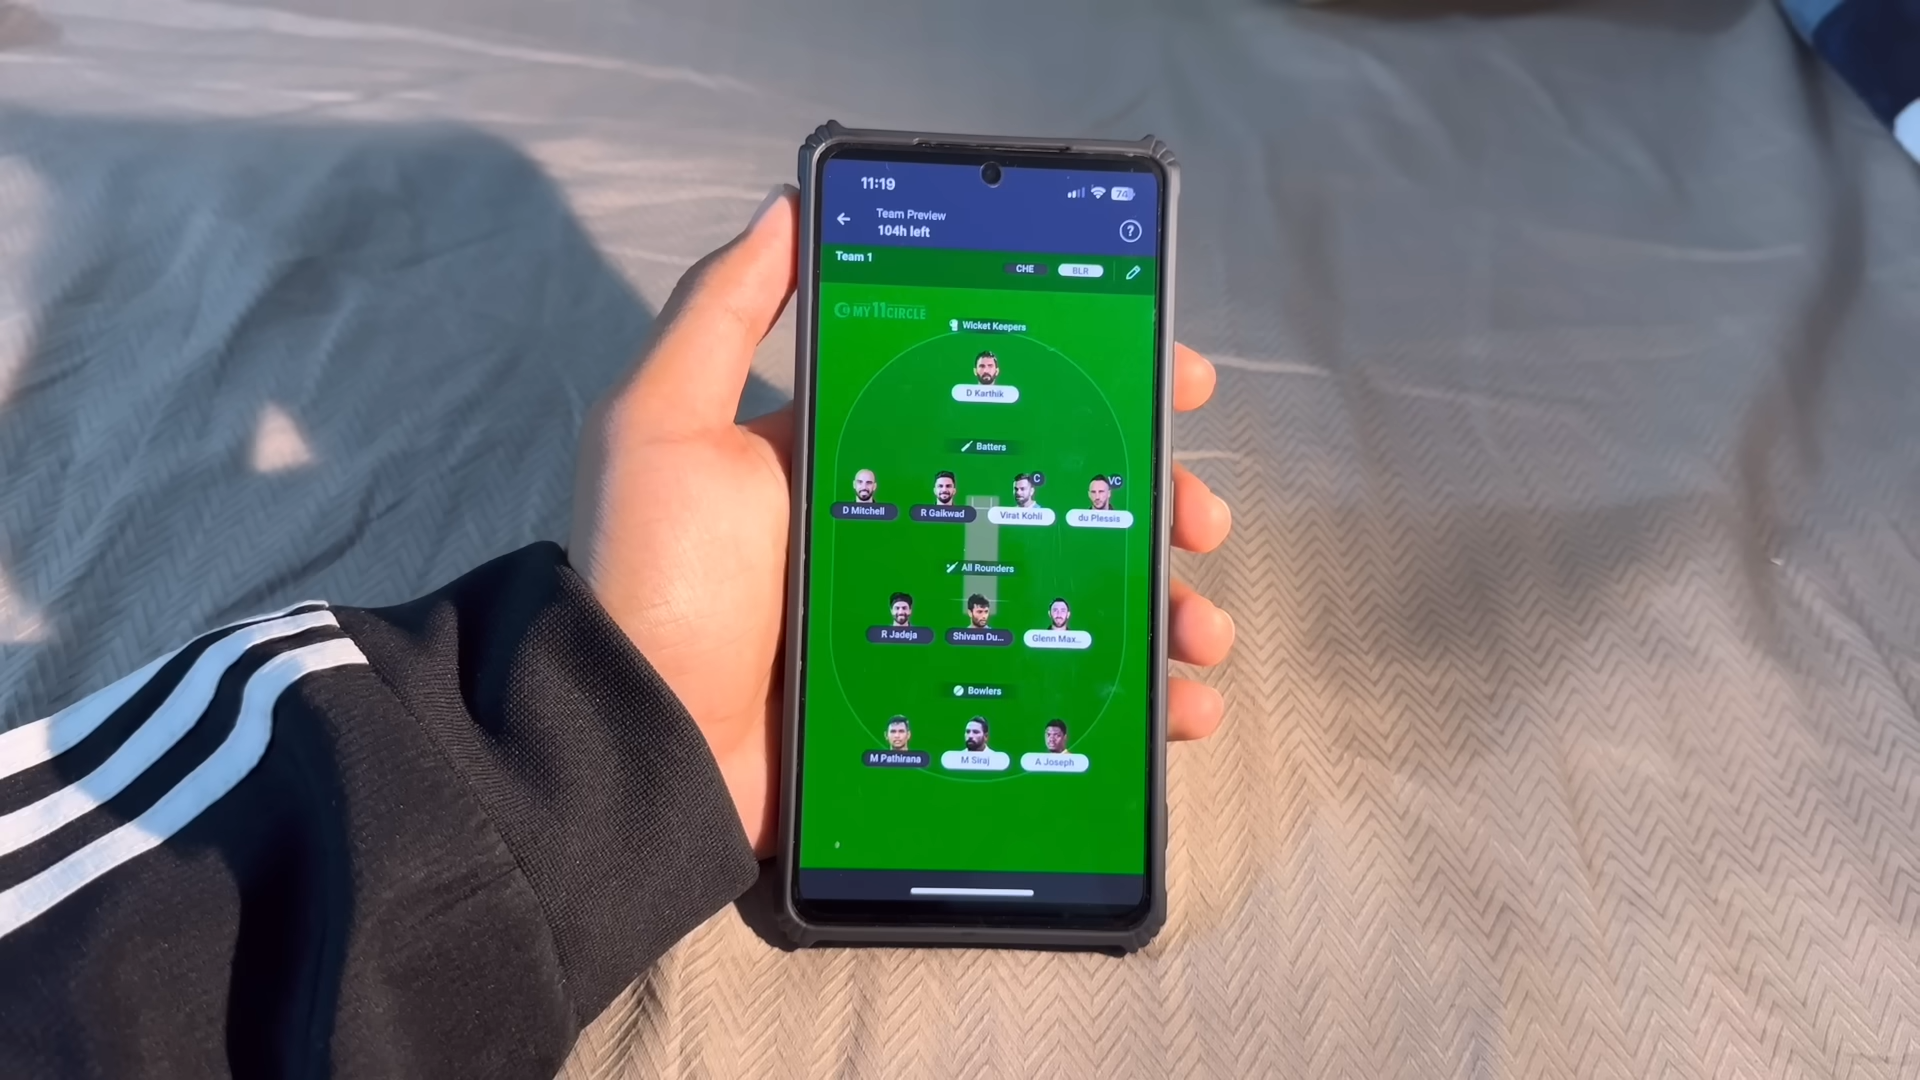 11:19
74
Team Preview
104h left
?
Team 1
CHE
BLR
MY11CIRCLE
Wicket Keepers
D Karthik
Batters
C
VC
D Mitchell
R Gaikwad
Virat Kohli
du Plessis
All Rounders
R Jadeja
Shivam Du...
Glenn Max...
Bowlers
M Pathirana
M Siraj
A Joseph